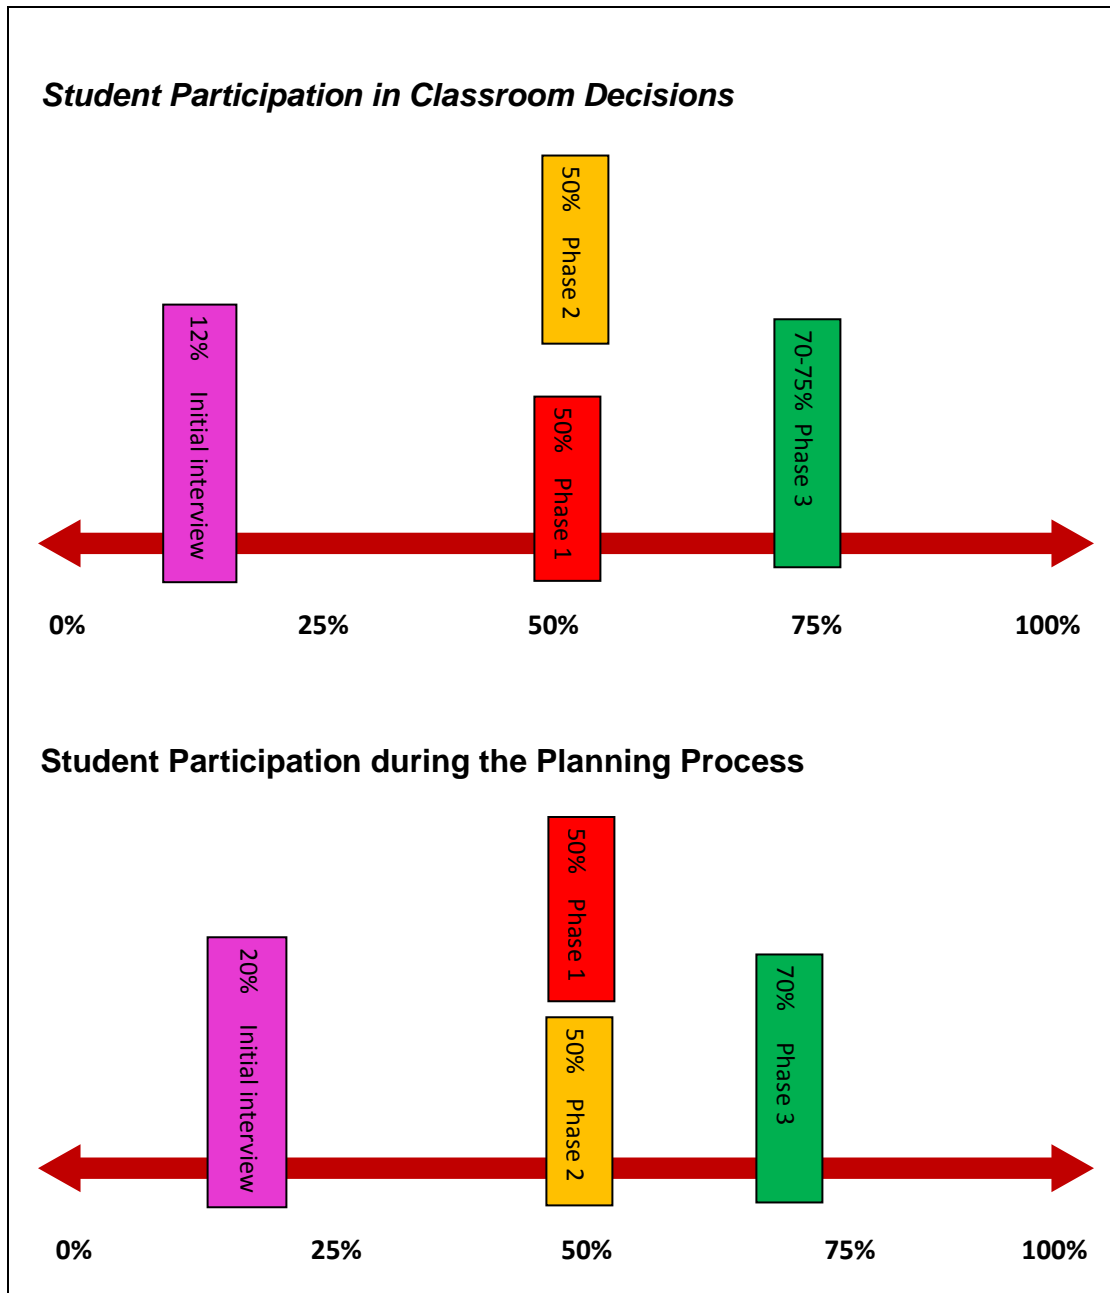 Student Participation in Classroom Decisions
50% Phase 2
12% Initial interview
70-75% Phase 3
50% Phase 1
0% 25% 50% 75% 100%
Student Participation during the Planning Process
50% Phase 1
20% Initial interview
70% Phase 3
50% Phase 2
0% 25% 50% 75% 100%